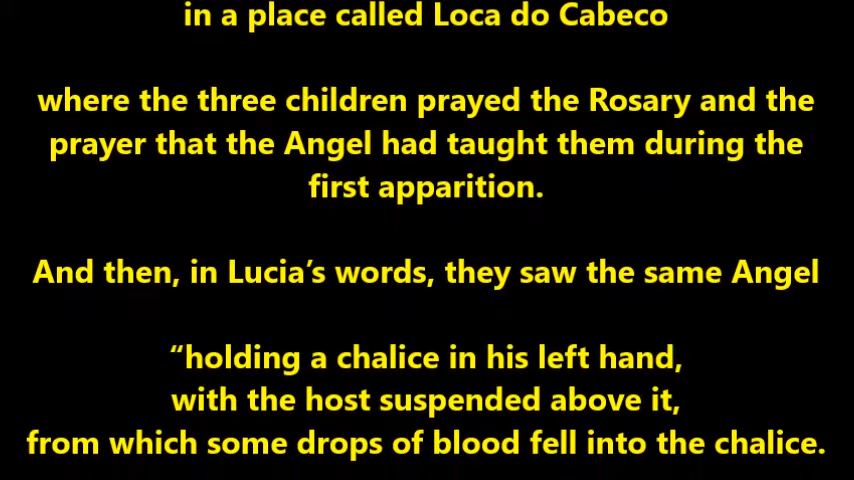 in a place called Loca do Cabeco
where the three children prayed the Rosary and the
prayer that the Angel had taught them during the
first apparition.
And then, in Lucia’s words, they saw the same Angel
“holding a chalice in his left hand,
with the host suspended above it,
from which some drops of blood fell into the chalice.